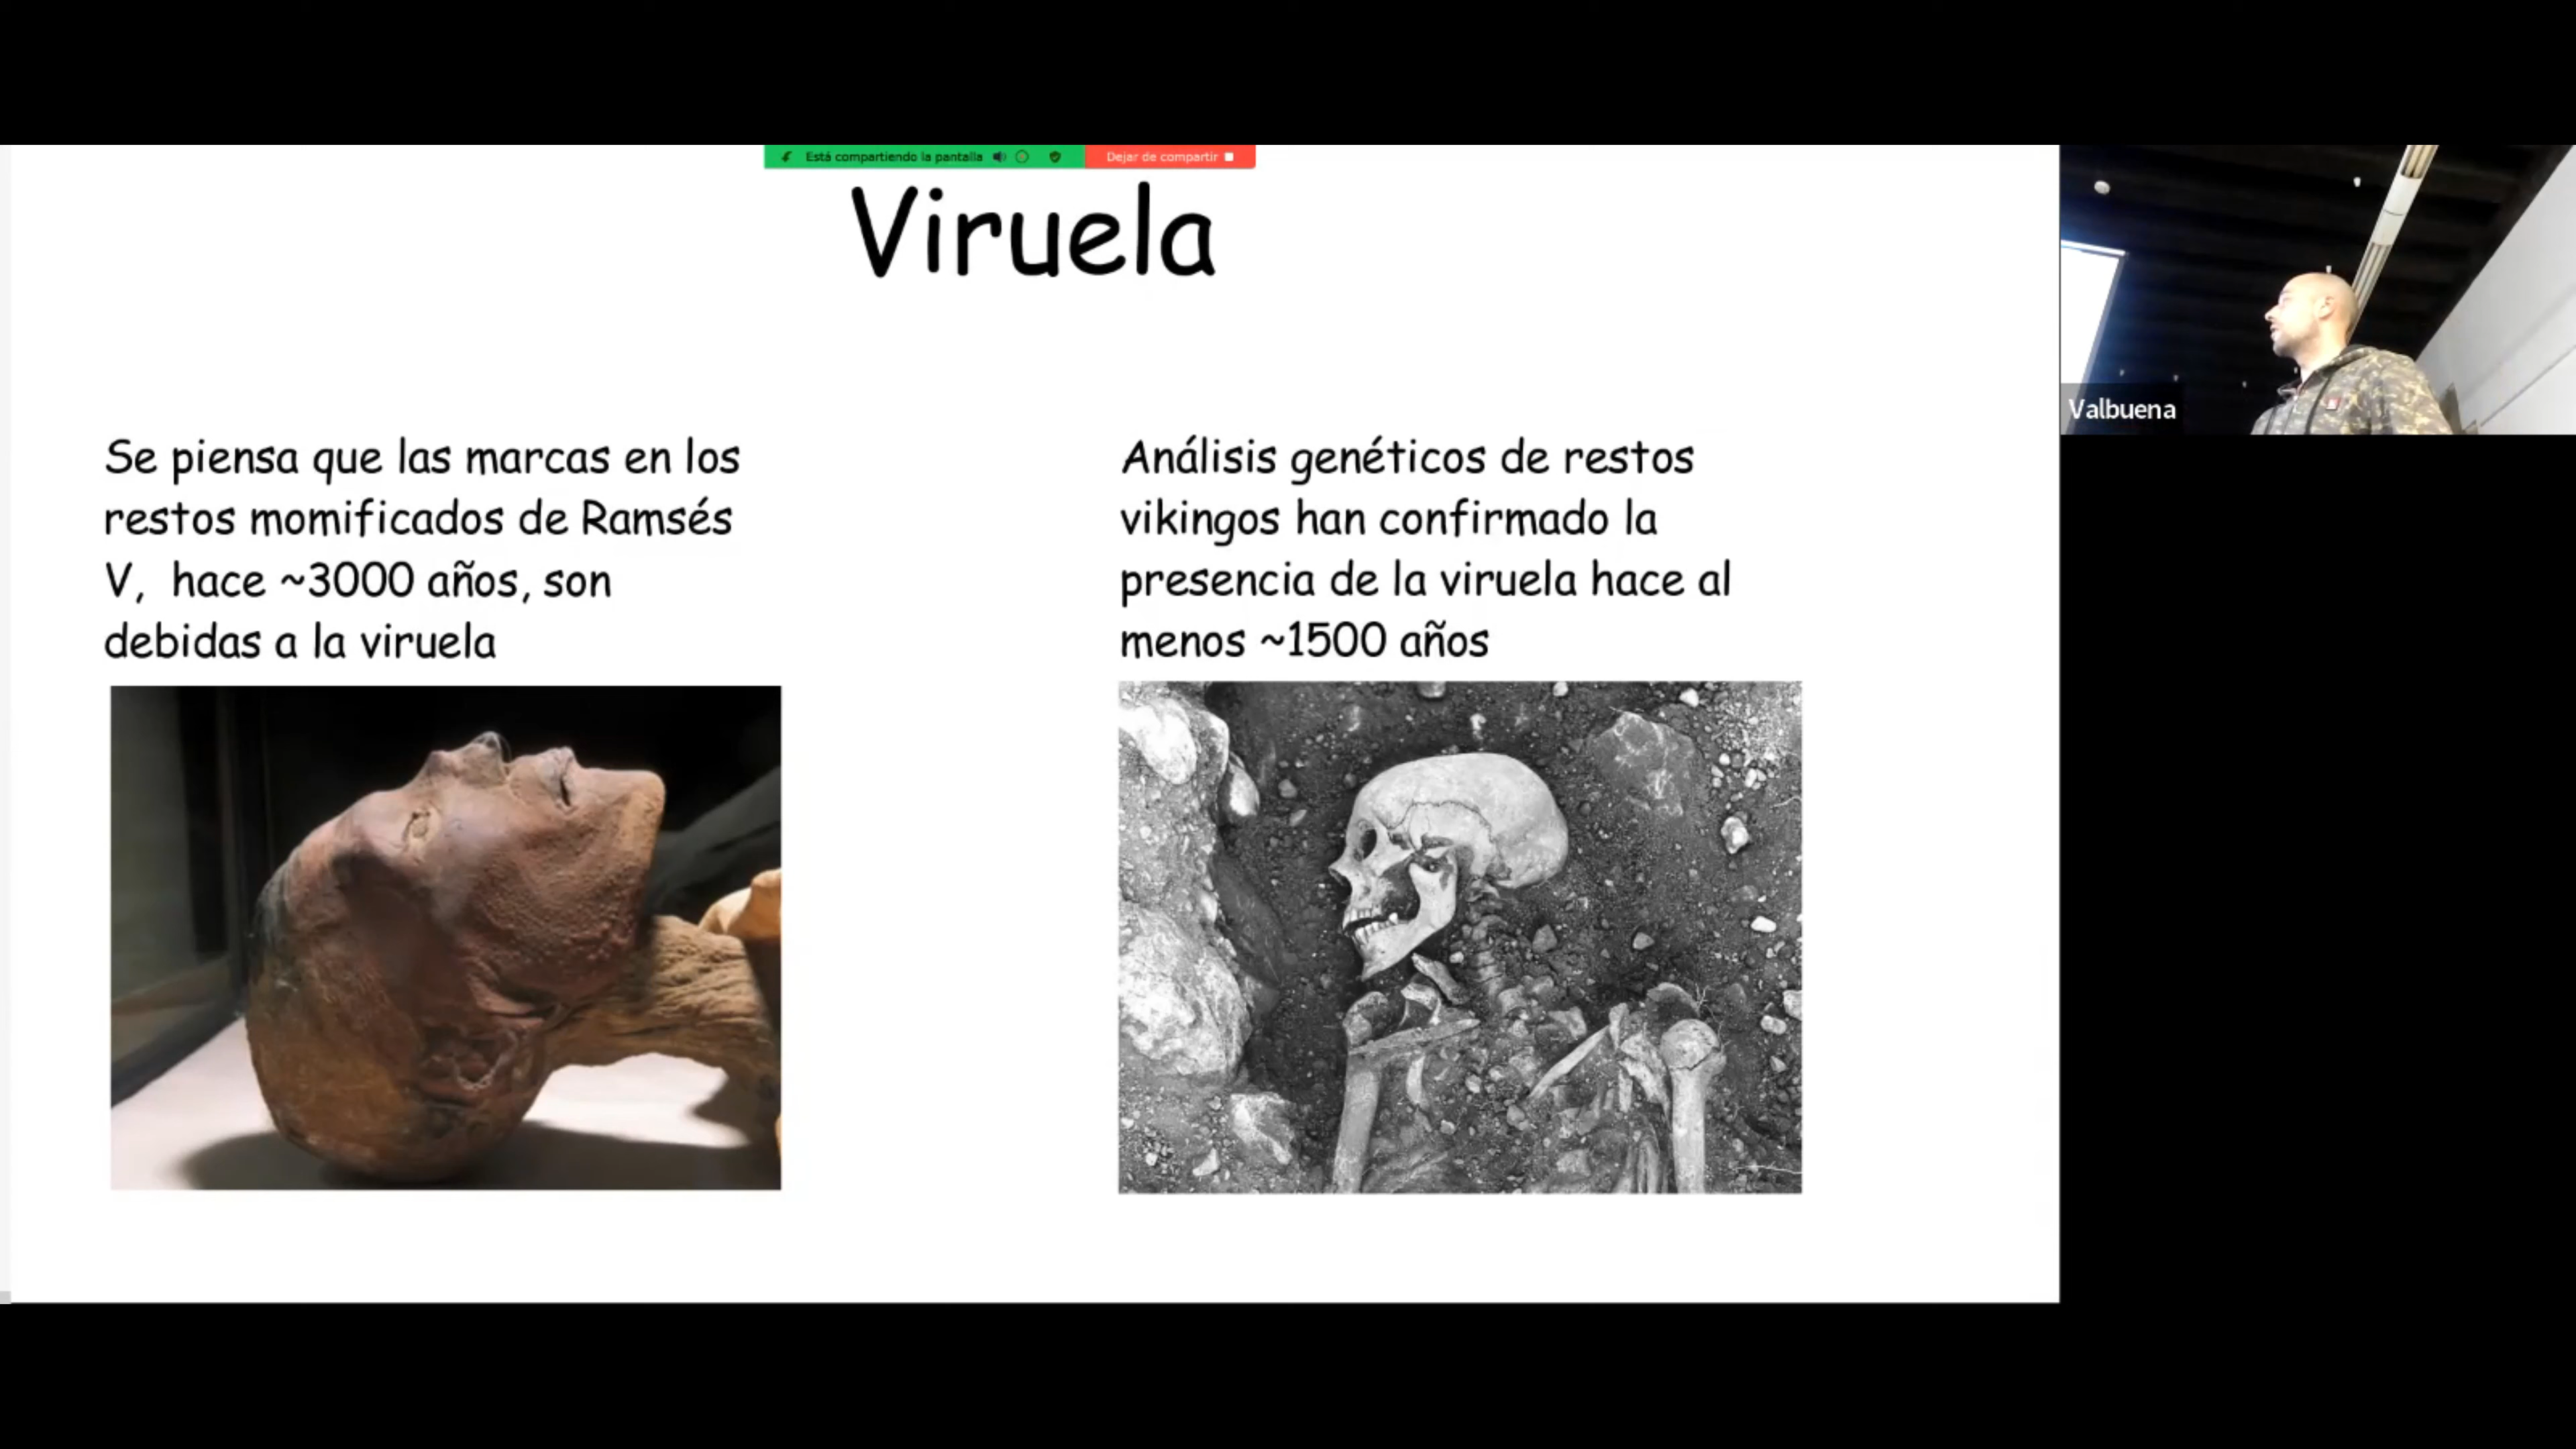 Está compartiendo la pantalla
Dejar de compartir
Viruela
Se piensa que las marcas en los
restos momificados de Ramsés
V, hace ~3000 años, son
debidas a la viruela
Análisis genéticos de restos
vikingos han confirmado la
presencia de la viruela hace al
menos ~1500 años
Valbuena